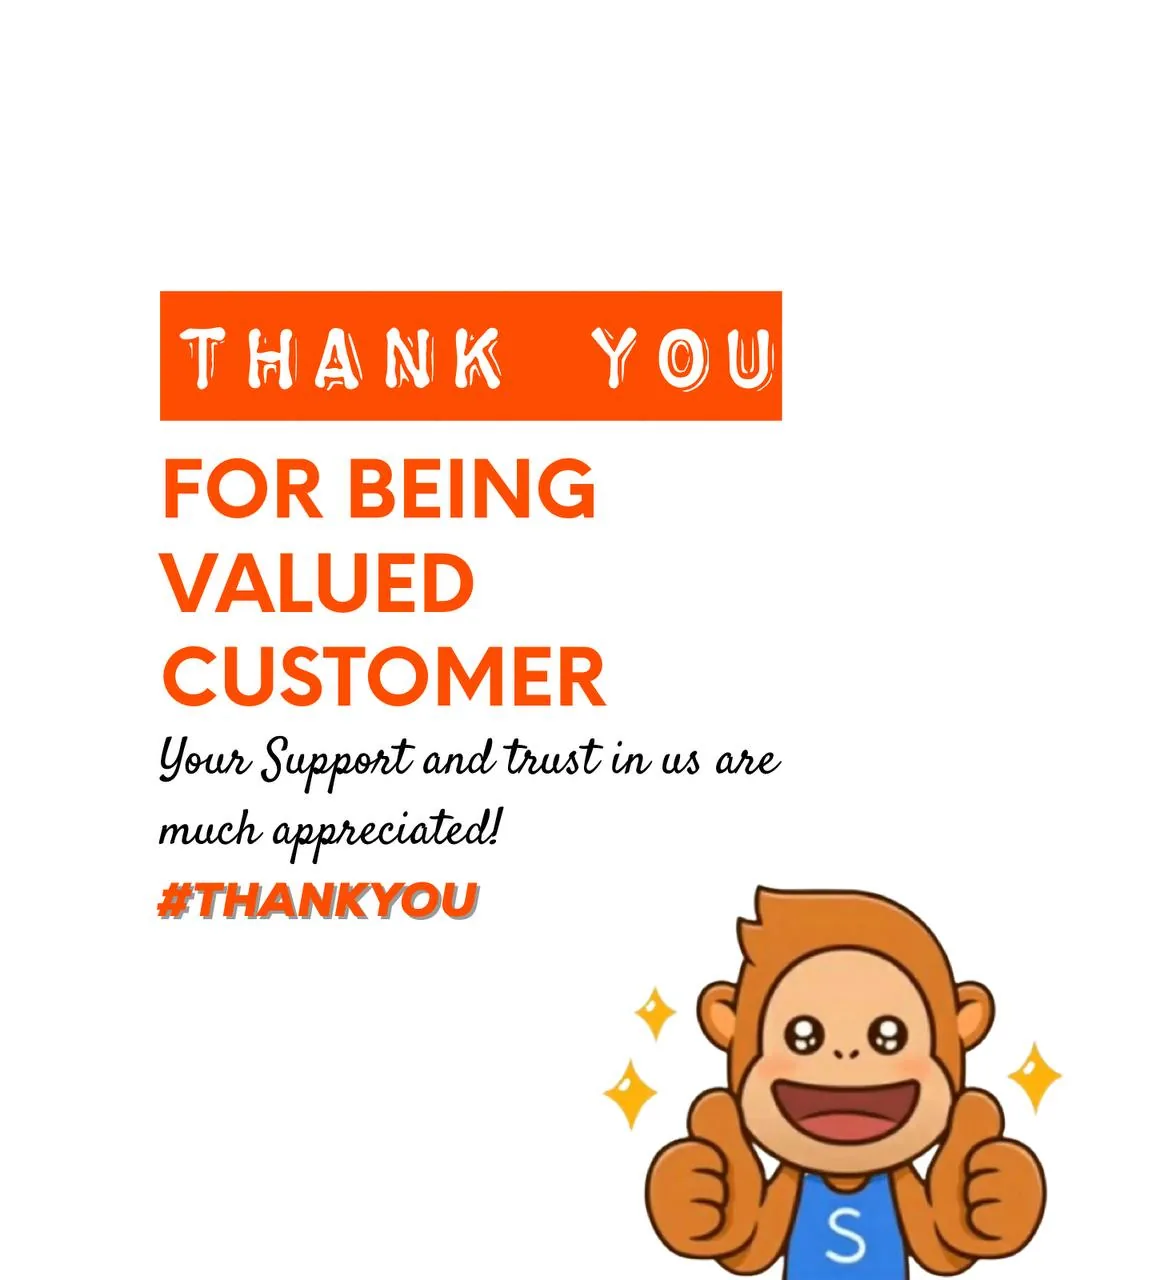 THANK YOU
FOR BEING
VALUED
CUSTOMER
Your Support and trust in us are
much appreciated!
#THANKYOU
S